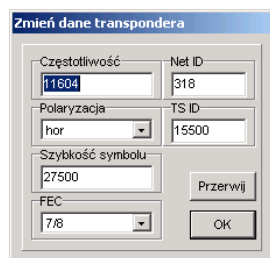 Zmień dane transpondera
Częstotliwość
11604
Net ID
318
Polaryzacja
hor
TS ID
15500
Szybkość symbolu
27500
Przerwij
FEC
7/8
OK